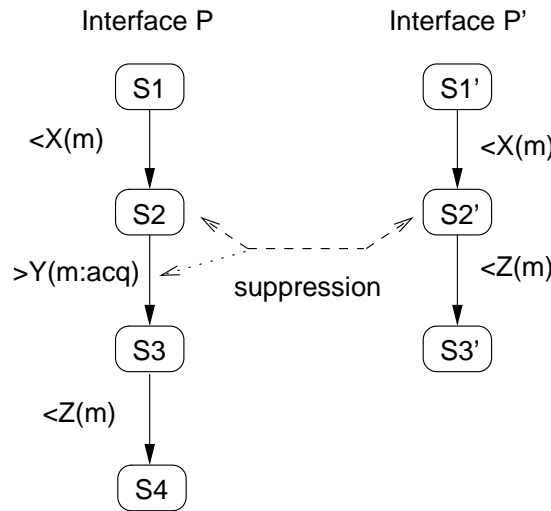 Interface P
Interface P'
S1
S1'
<X(m)
<X(m)
S2
S2'
>Y(m:acq)
<Z(m)
suppression
S3
S3'
<Z(m)
S4